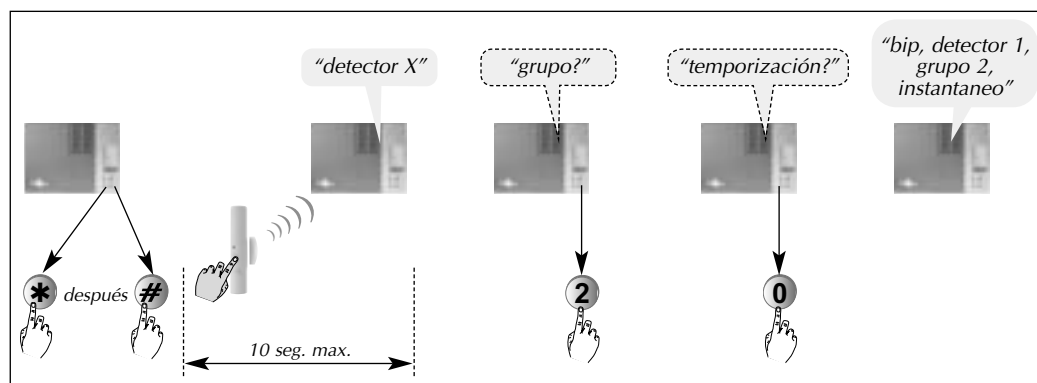 “detector X”
“grupo?”
“temporización?”
“bip, detector 1,
grupo 2,
instantaneo”
* después #
2
0
10 seg. max.